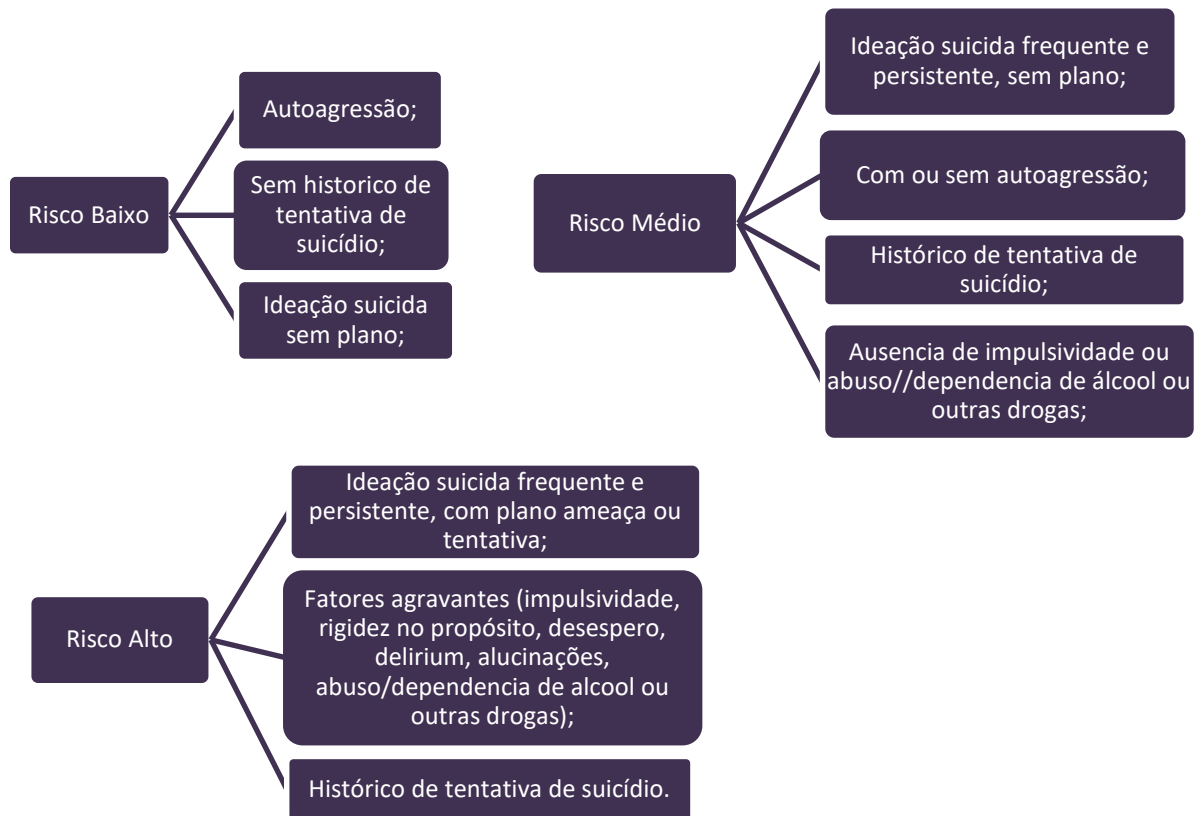 Risco Baixo
Autoagressão;
Sem historico de
tentativa de
suicídio;
Ideação suicida
sem plano;
Risco Médio
Ideação suicida frequente e
persistente, sem plano;
Com ou sem autoagressão;
Histórico de tentativa de
suicídio;
Ausencia de impulsividade ou
abuso//dependencia de álcool ou
outras drogas;
Risco Alto
Ideação suicida frequente e
persistente, com plano ameaça ou
tentativa;
Fatores agravantes (impulsividade,
rigidez no propósito, desespero,
delirium, alucinações,
abuso/dependencia de alcool ou
outras drogas);
Histórico de tentativa de suicídio.